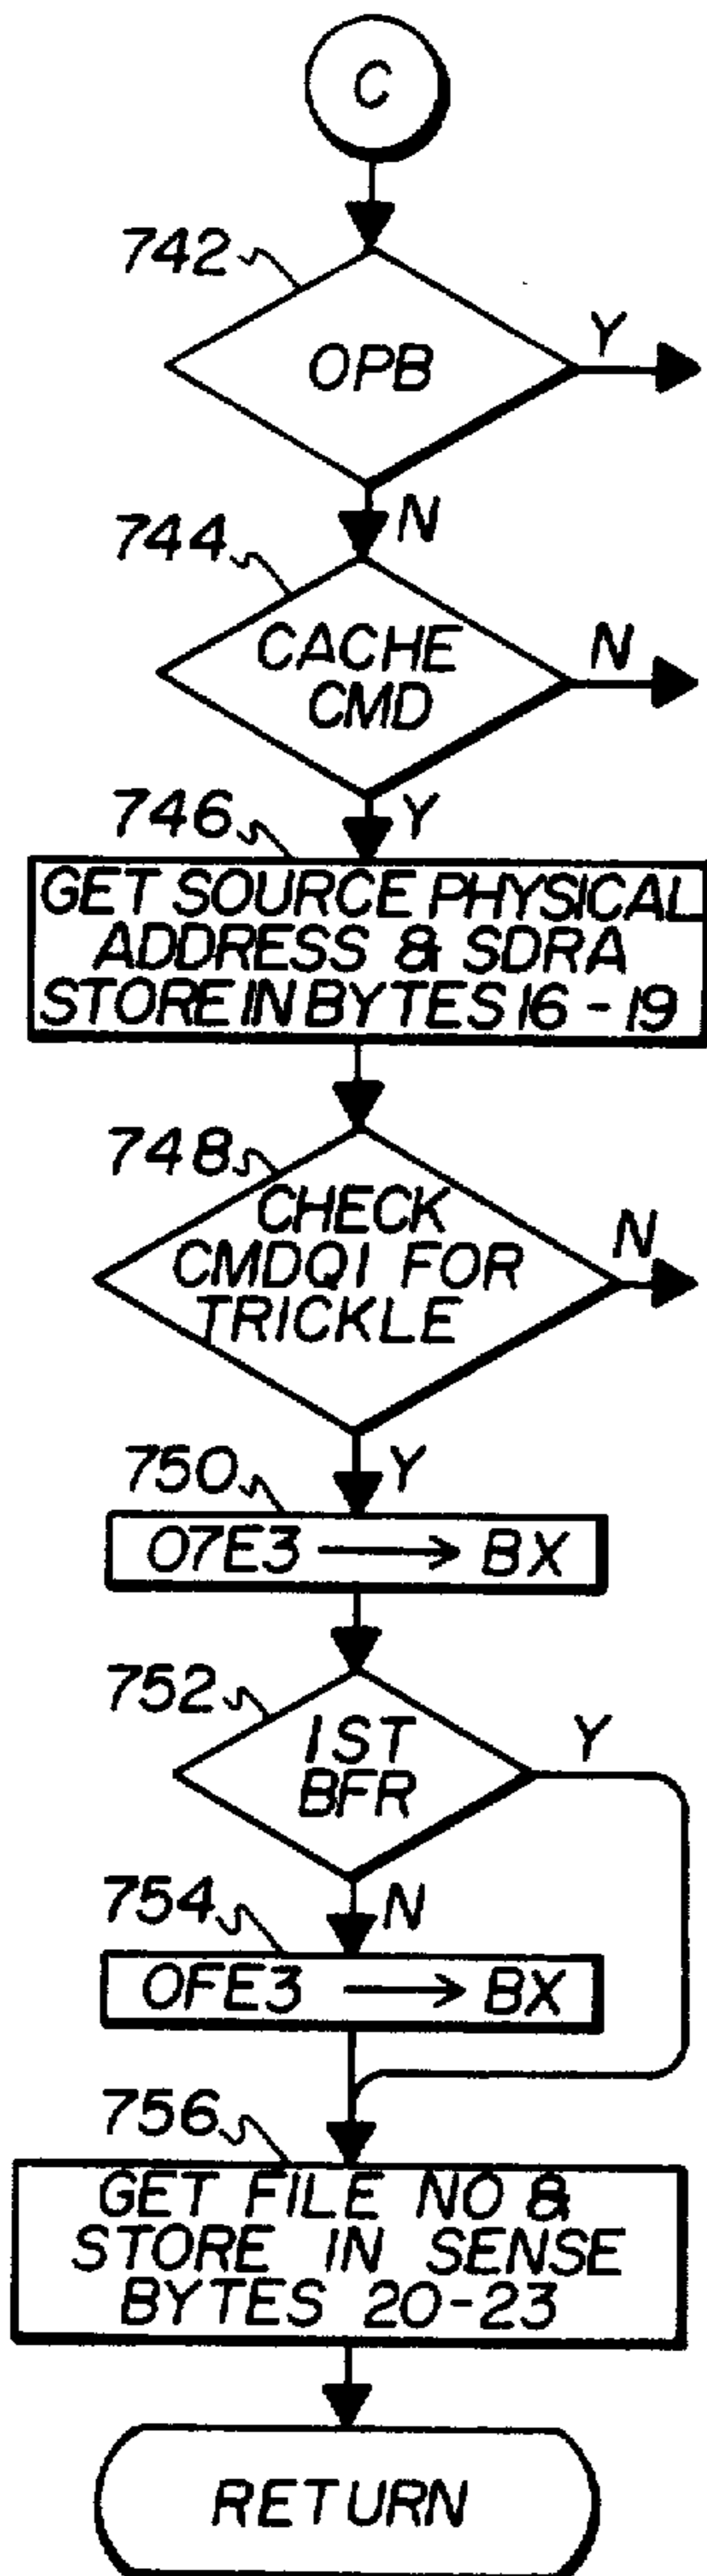 C
742
OPB
Y
N
744
CACHE
CMD
N
Y
746
GET SOURCE PHYSICAL
ADDRESS & SDRA
STORE IN BYTES 16 - 19
748
CHECK
CMDQ1 FOR
TRICKLE
N
Y
750
07E3 → BX
752
1ST
BFR
Y
N
754
0FE3 → BX
756
GET FILE NO &
STORE IN SENSE
BYTES 20-23
RETURN